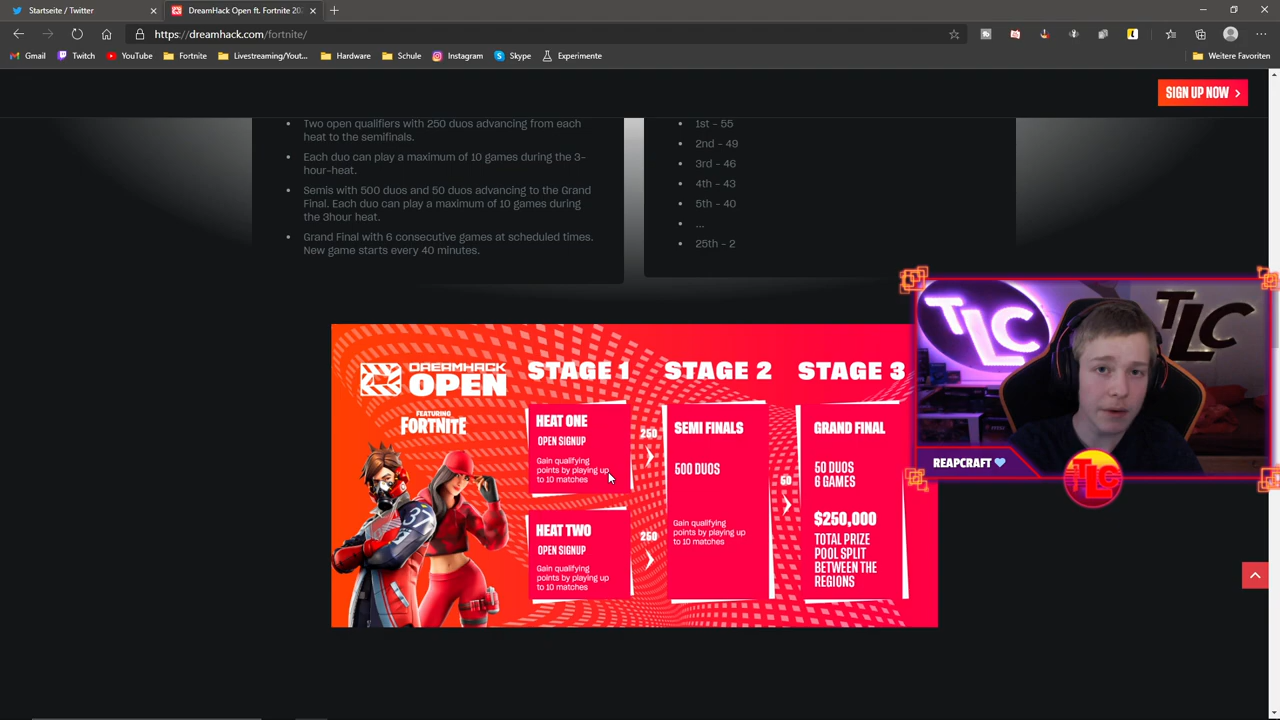 Startseite / Twitter
DreamHack Open ft. Fortnite 202
https://dreamhack.com/fortnite/
Gmail
Twitch
YouTube
Fortnite
Livestreaming/Yout...
Hardware
Schule
Instagram
Skype
Experimente
Weitere Favoriten
SIGN UP NOW
Two open qualifiers with 250 duos advancing from each
heat to the semifinals.
Each duo can play a maximum of 10 games during the 3-
hour-heat.
Semis with 500 duos and 50 duos advancing to the Grand
Final. Each duo can play a maximum of 10 games during
the 3hour heat.
Grand Final with 6 consecutive games at scheduled times.
New game starts every 40 minutes.
1st – 55
2nd – 49
3rd – 46
4th – 43
5th – 40
...
25th – 2
DREAMHACK
OPEN
FEATURING
FORTNITE
37
STAGE 1
HEAT ONE
OPEN SIGNUP
Gain qualifying
points by playing up
to 10 matches
250
HEAT TWO
OPEN SIGNUP
Gain qualifying
points by playing up
to 10 matches
250
STAGE 2
SEMI FINALS
500 DUOS
Gain qualifying
points by playing up
to 10 matches
50
STAGE 3
GRAND FINAL
50 DUOS
6 GAMES
$250,000
TOTAL PRIZE
POOL SPLIT
BETWEEN THE
REGIONS
TLC
TLC
REAPCRAFT
TLC